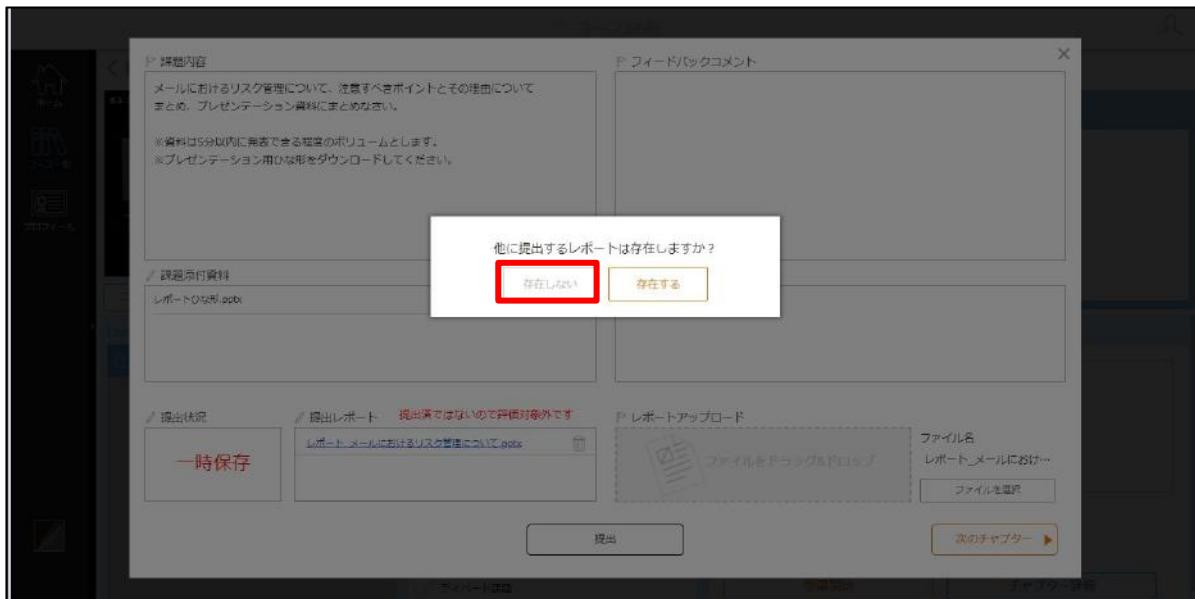 課題内容
メールにおけるリスク管理について、注意すべきポイントとその理由について
まとめ、プレゼンテーション資料にまとめなさい。
※資料は5分以内に発表できる程度のボリュームとします。
※プレゼンテーション用ひな形をダウンロードしてください。
フィードバックコメント
×
ホーム
プロフィール
他に提出するレポートは存在しますか?
存在しない
存在する
課題添付資料
レポートひな形.pptx
提出状況
一時保存
提出レポート 提出済ではないので評価対象外です
レポート_メールにおけるリスク管理について.pptx
レポートアップロード
ファイルをドラッグ&ドロップ
ファイル名
レポート_メールにおけ…
ファイルを選択
提出
次のチャプター